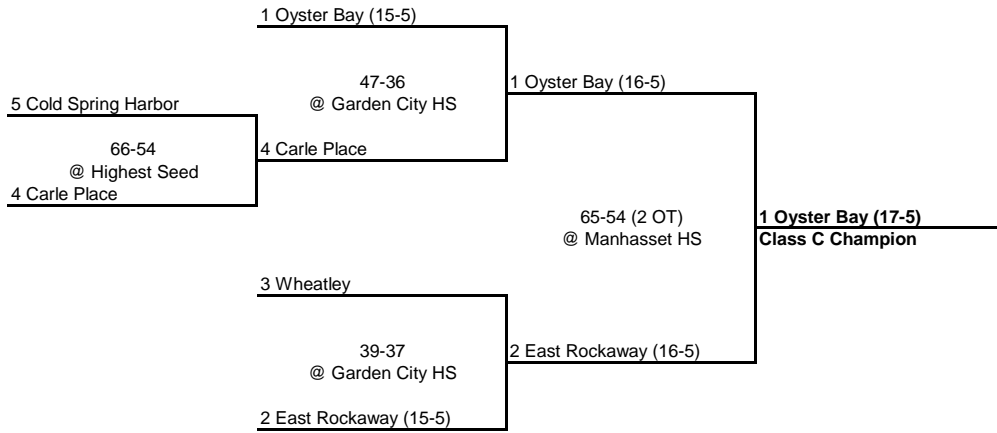 1 Oyster Bay (15-5)
47-36
@ Garden City HS
1 Oyster Bay (16-5)
5 Cold Spring Harbor
66-54
@ Highest Seed
4 Carle Place
4 Carle Place
65-54 (2 OT)
@ Manhasset HS
1 Oyster Bay (17-5)
Class C Champion
3 Wheatley
39-37
@ Garden City HS
2 East Rockaway (16-5)
2 East Rockaway (15-5)